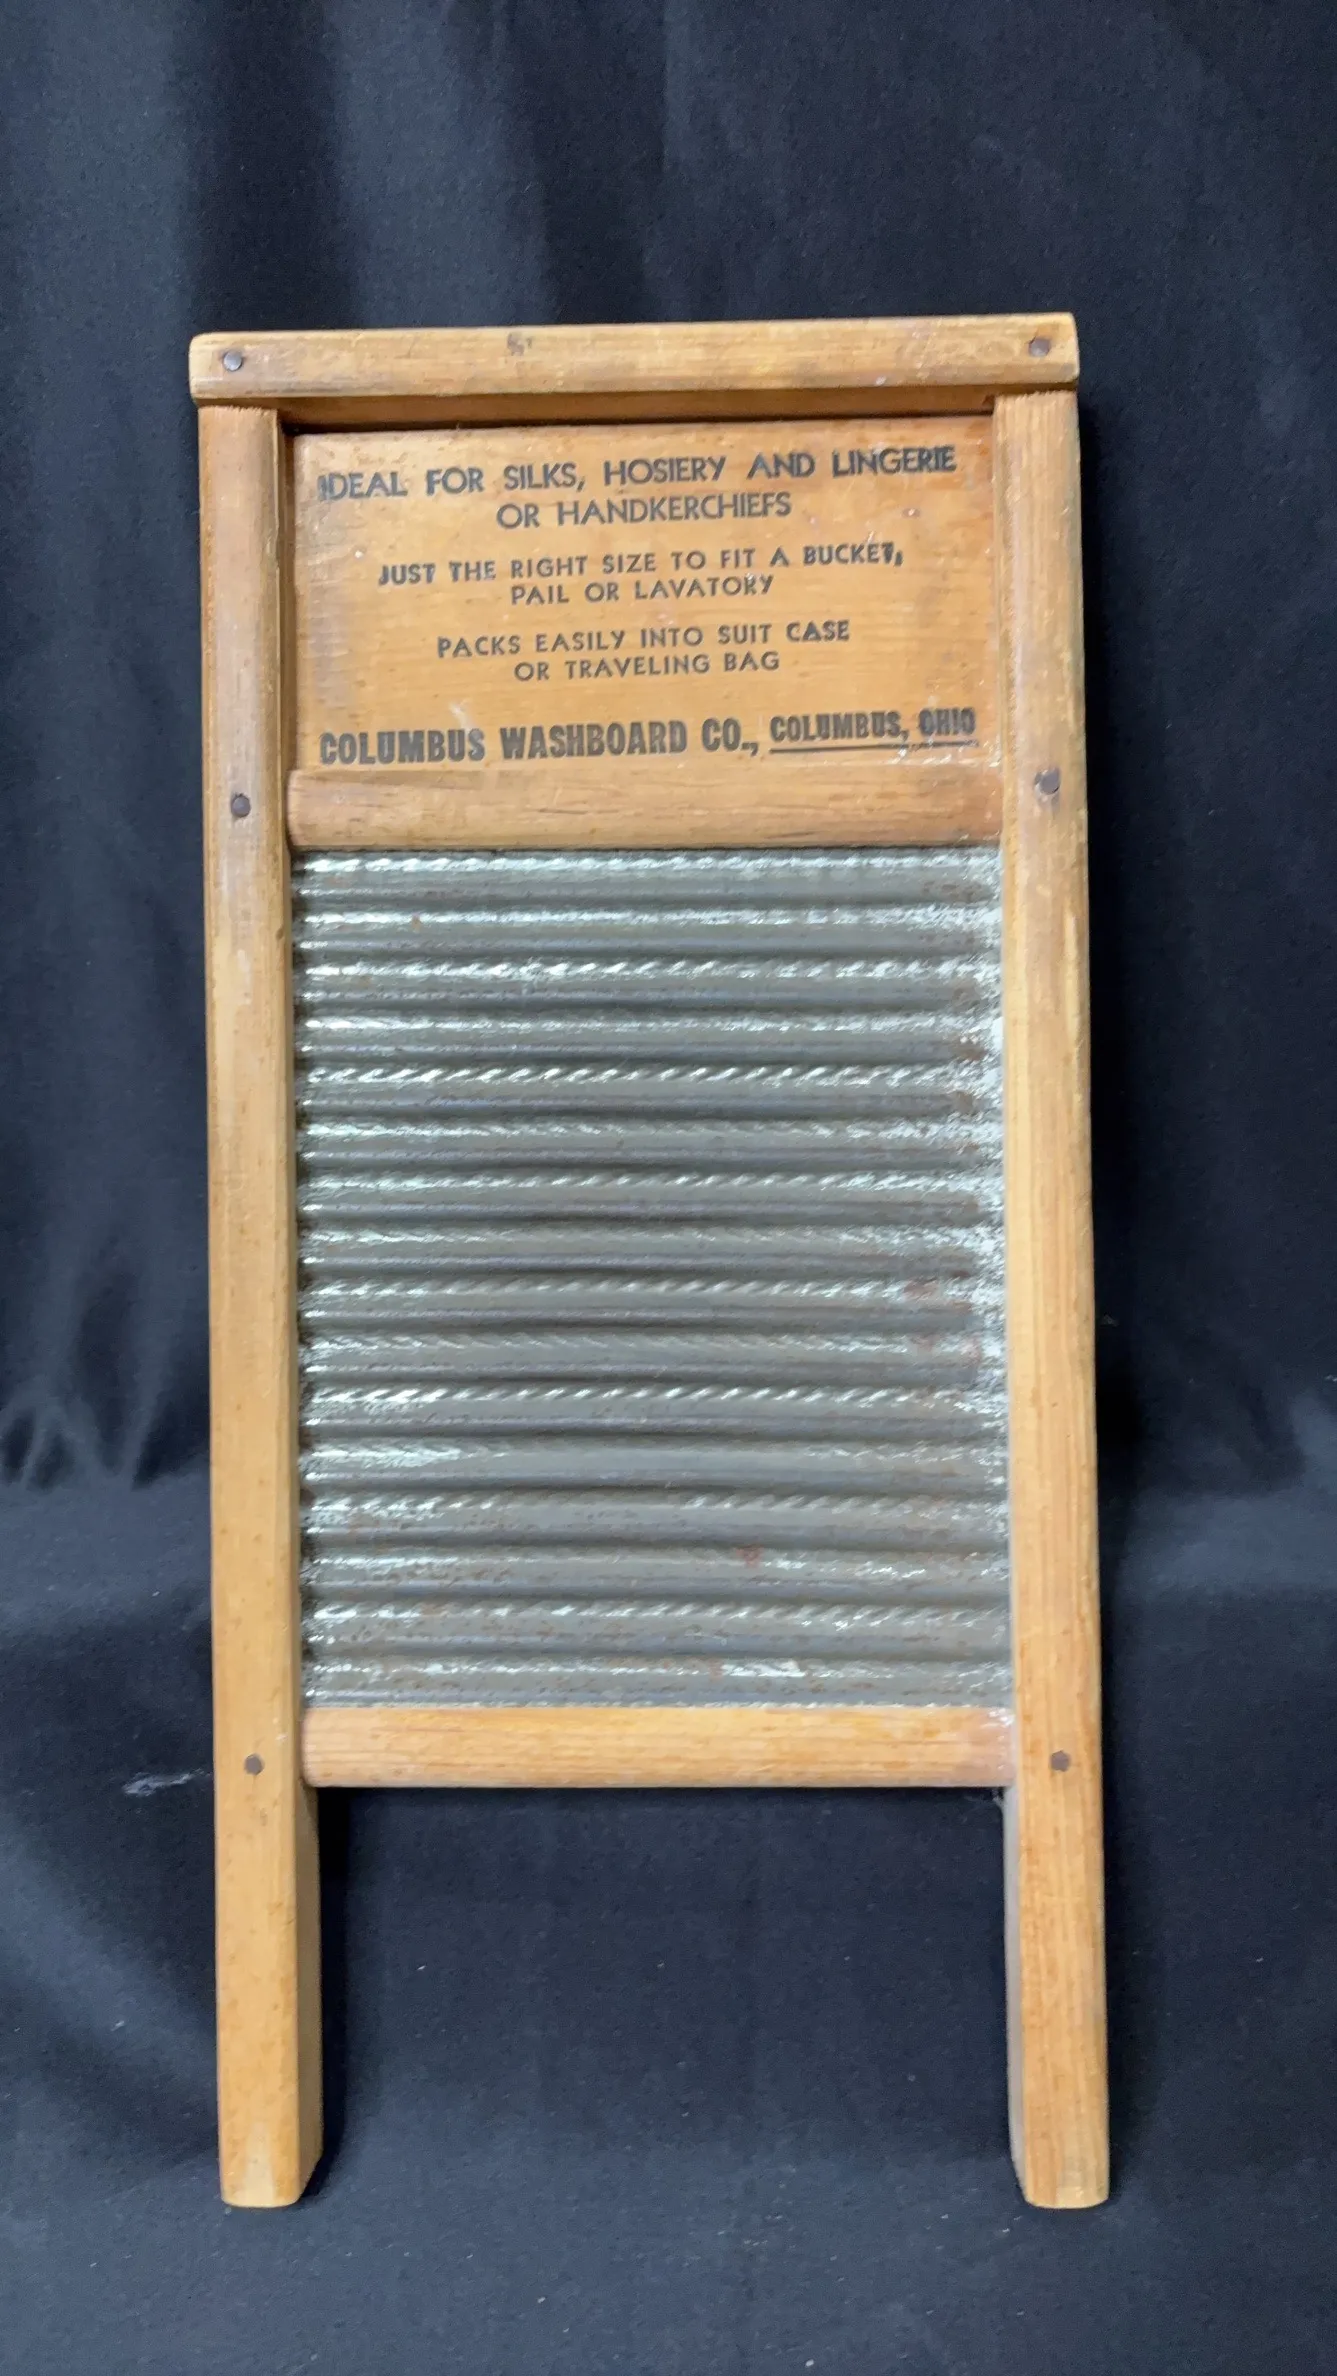 IDEAL FOR SILKS, HOSIERY AND LINGERIE
OR HANDKERCHIEFS
JUST THE RIGHT SIZE TO FIT A BUCKET,
PAIL OR LAVATORY
PACKS EASILY INTO SUIT CASE
OR TRAVELING BAG
COLUMBUS WASHBOARD CO., COLUMBUS, OHIO